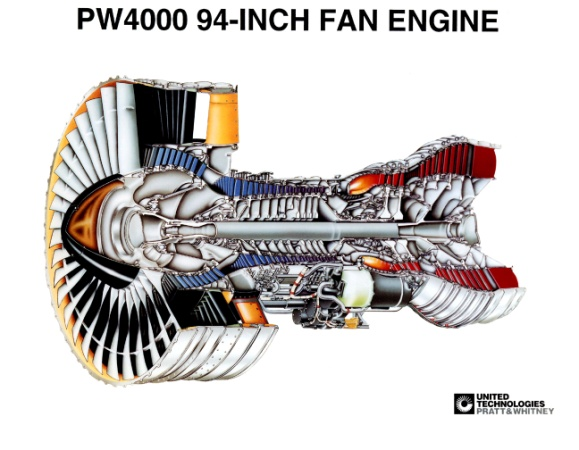 PW4000 94-INCH FAN ENGINE
UNITED
TECHNOLOGIES
PRATT&WHITNEY